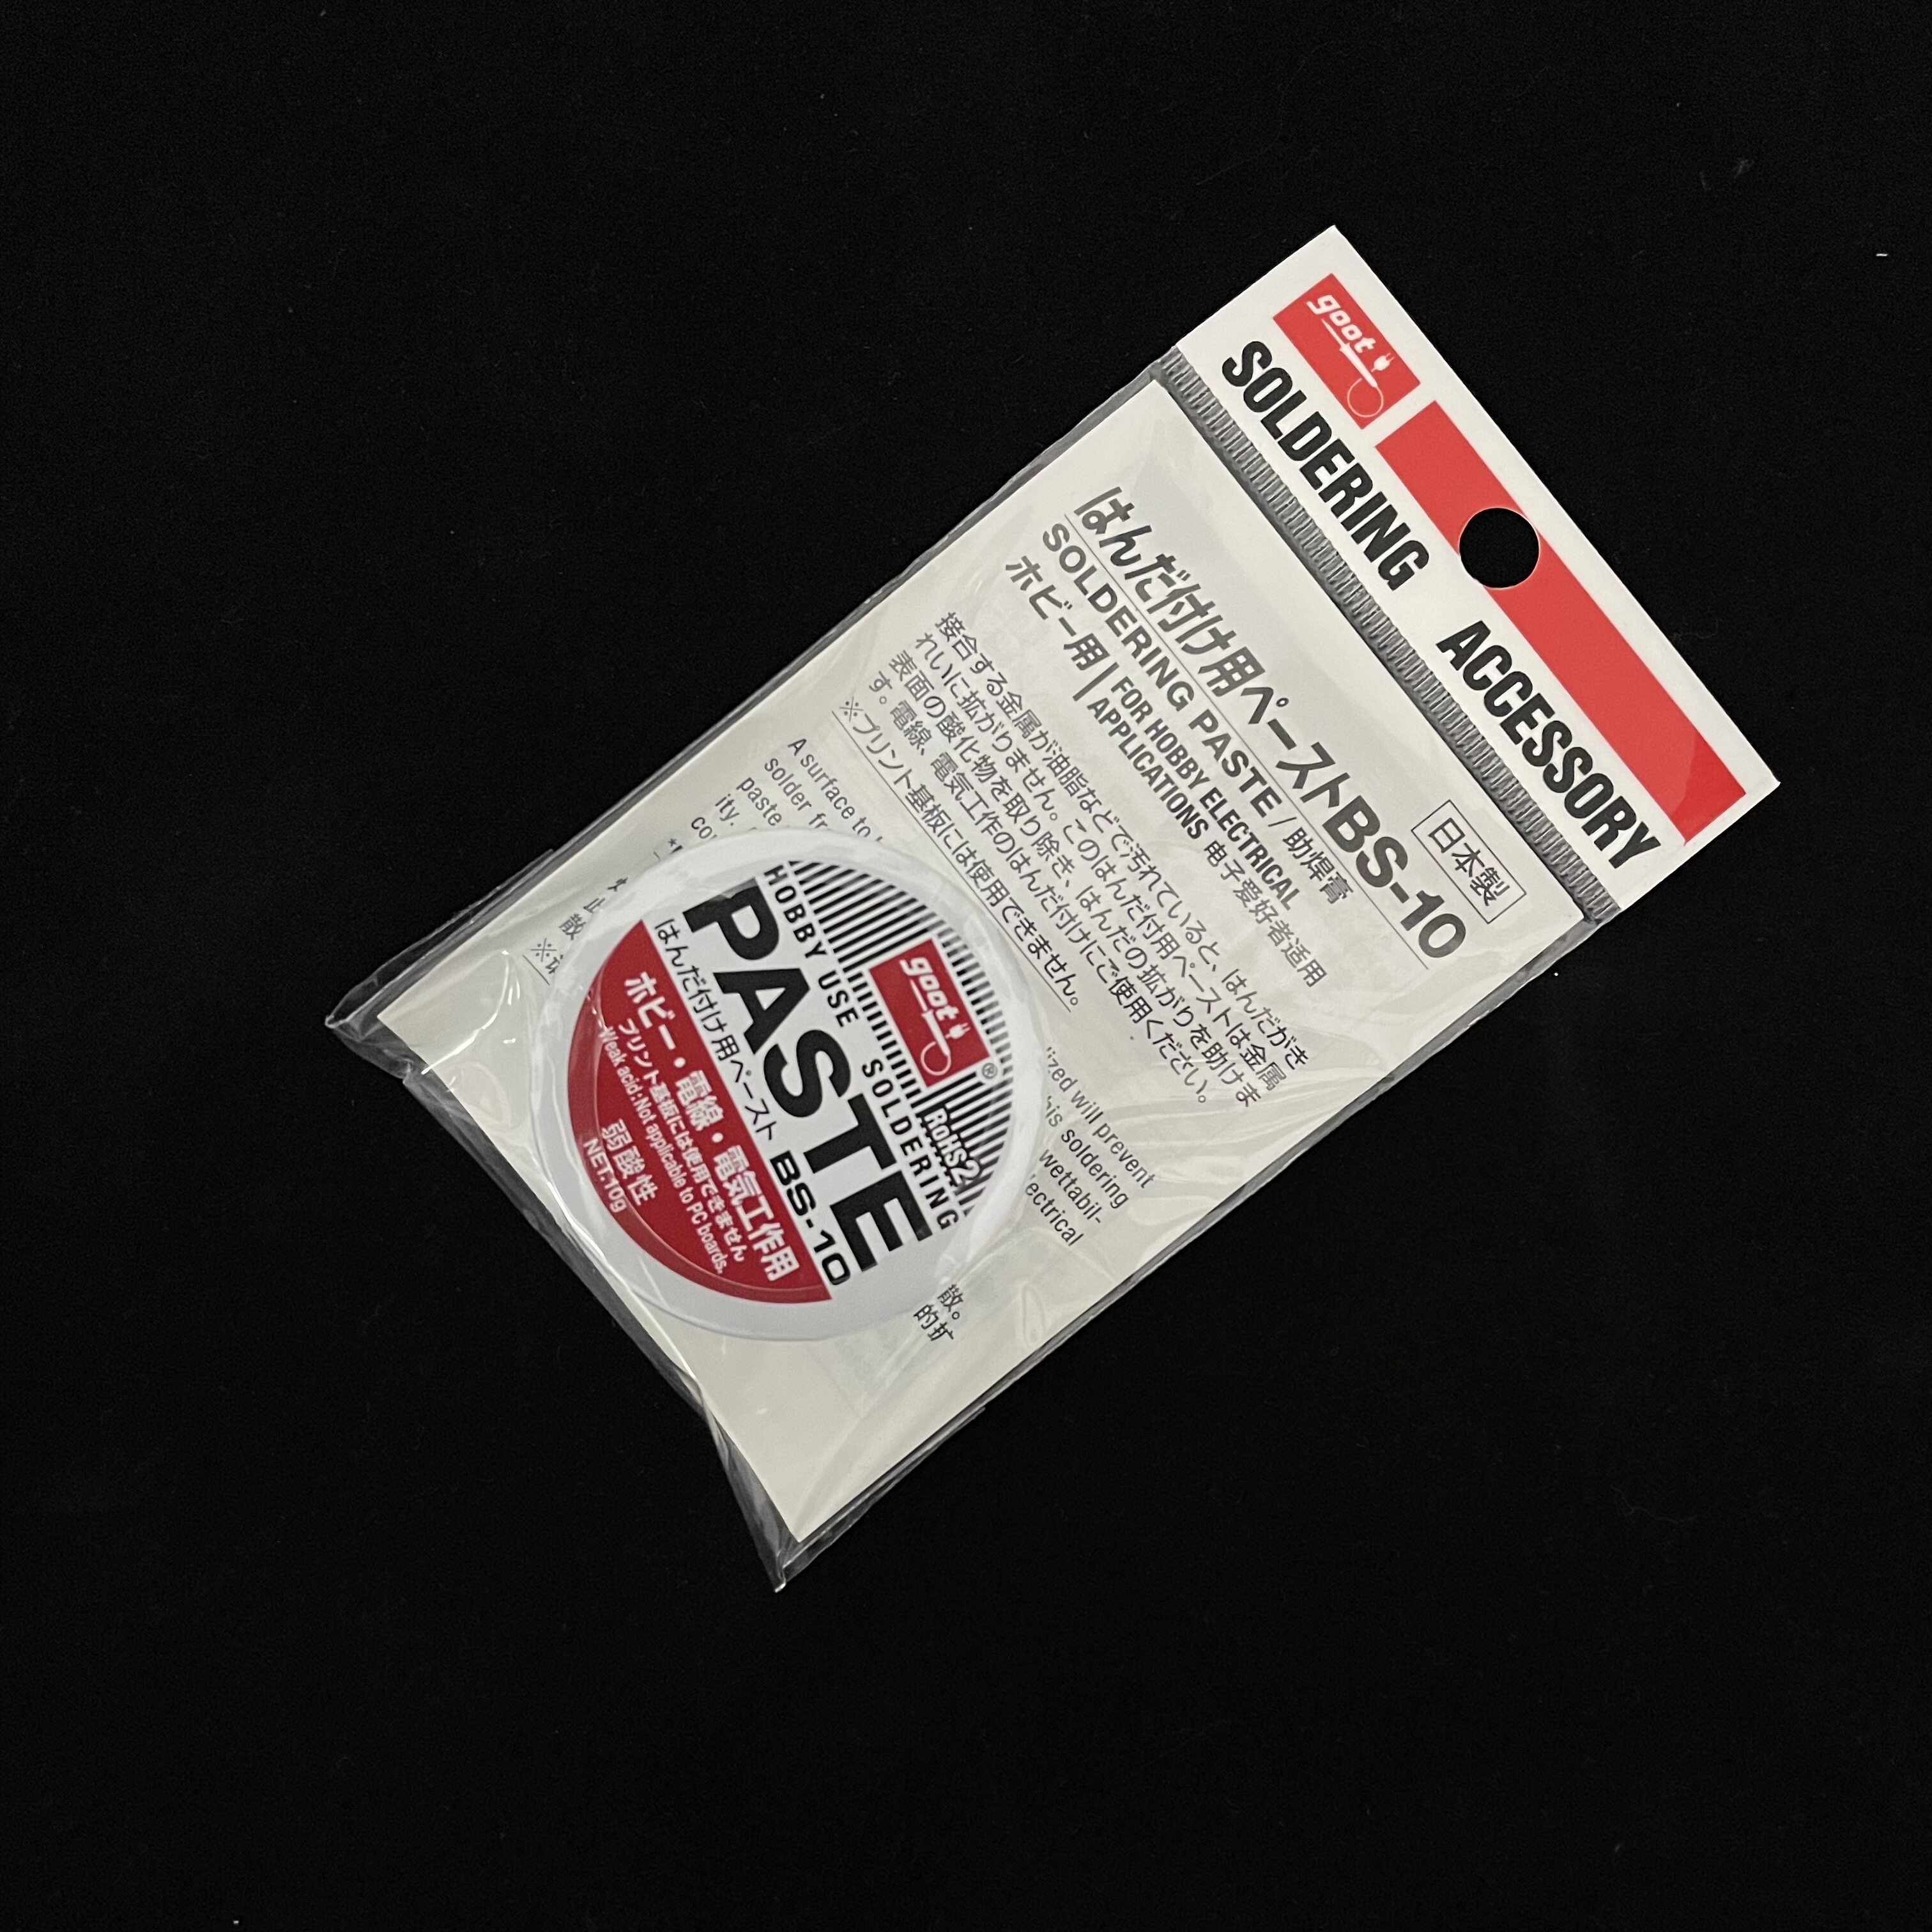 goot
SOLDERING ACCESSORY
日本製
はんだ付け用ペーストBS-10
SOLDERING PASTE / 助焊膏
ホビー用 FOR HOBBY ELECTRICAL
APPLICATIONS 电子爱好者适用
接合する金属が油脂などで汚れていると、はんだがき
れいに拡がりません。このはんだ付用ペーストは金属
表面の酸化物を取り除き、はんだの拡がりを助けま
す。電線、電気工作のはんだ付けにご使用ください。
※プリント基板には使用できません。
A surface to
lized will prevent
solder
soldering
paste
wettabil-
ity.
散。
的扩
散
goot®
RoHS2
HOBBY USE SOLDERING
PASTE
はんだ付け用ペースト BS-10
ホビー・電線・電気工作用
プリント基板には使用できません
Weak acid:Not applicable to PC boards.
弱酸性
NET.10g